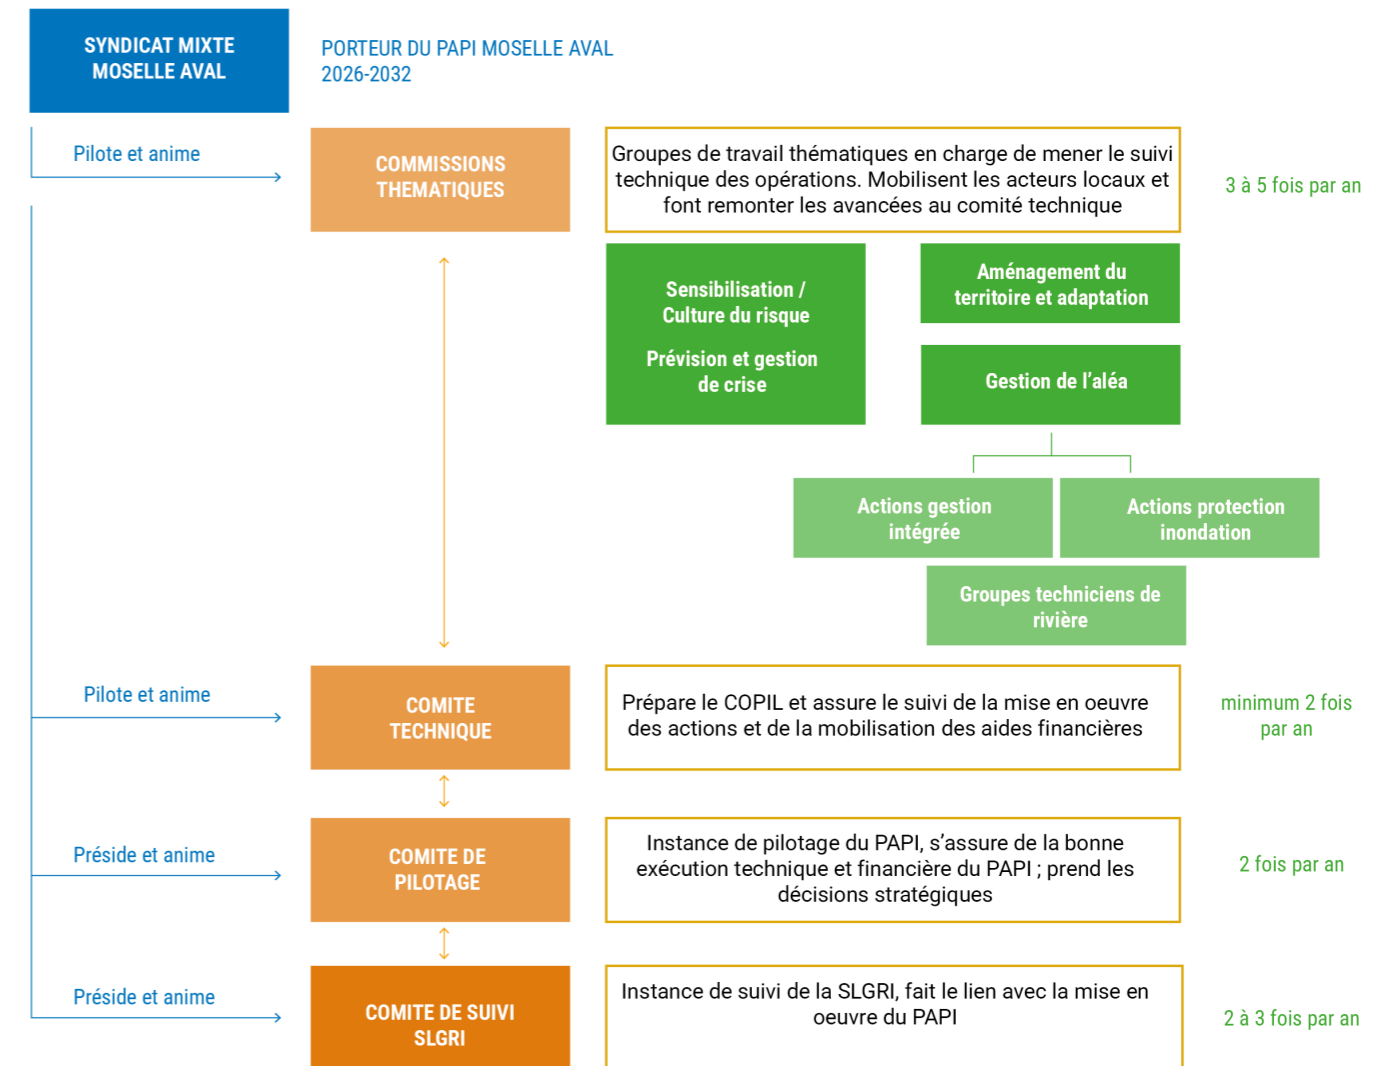 SYNDICAT MIXTE
MOSELLE AVAL
PORTEUR DU PAPI MOSELLE AVAL
2026-2032
Pilote et anime
COMMISSIONS
THEMATIQUES
Groupes de travail thématiques en charge de mener le suivi
technique des opérations. Mobilisent les acteurs locaux et
font remonter les avancées au comité technique
3 à 5 fois par an
Sensibilisation /
Culture du risque
Prévision et gestion
de crise
Aménagement du
territoire et adaptation
Gestion de l’aléa
Actions gestion
intégrée
Actions protection
inondation
Groupes techniciens de
rivière
Pilote et anime
COMITE
TECHNIQUE
Prépare le COPIL et assure le suivi de la mise en oeuvre
des actions et de la mobilisation des aides financières
minimum 2 fois
par an
Préside et anime
COMITE DE
PILOTAGE
Instance de pilotage du PAPI, s’assure de la bonne
exécution technique et financière du PAPI ; prend les
décisions stratégiques
2 fois par an
Préside et anime
COMITE DE SUIVI
SLGRI
Instance de suivi de la SLGRI, fait le lien avec la mise en
oeuvre du PAPI
2 à 3 fois par an